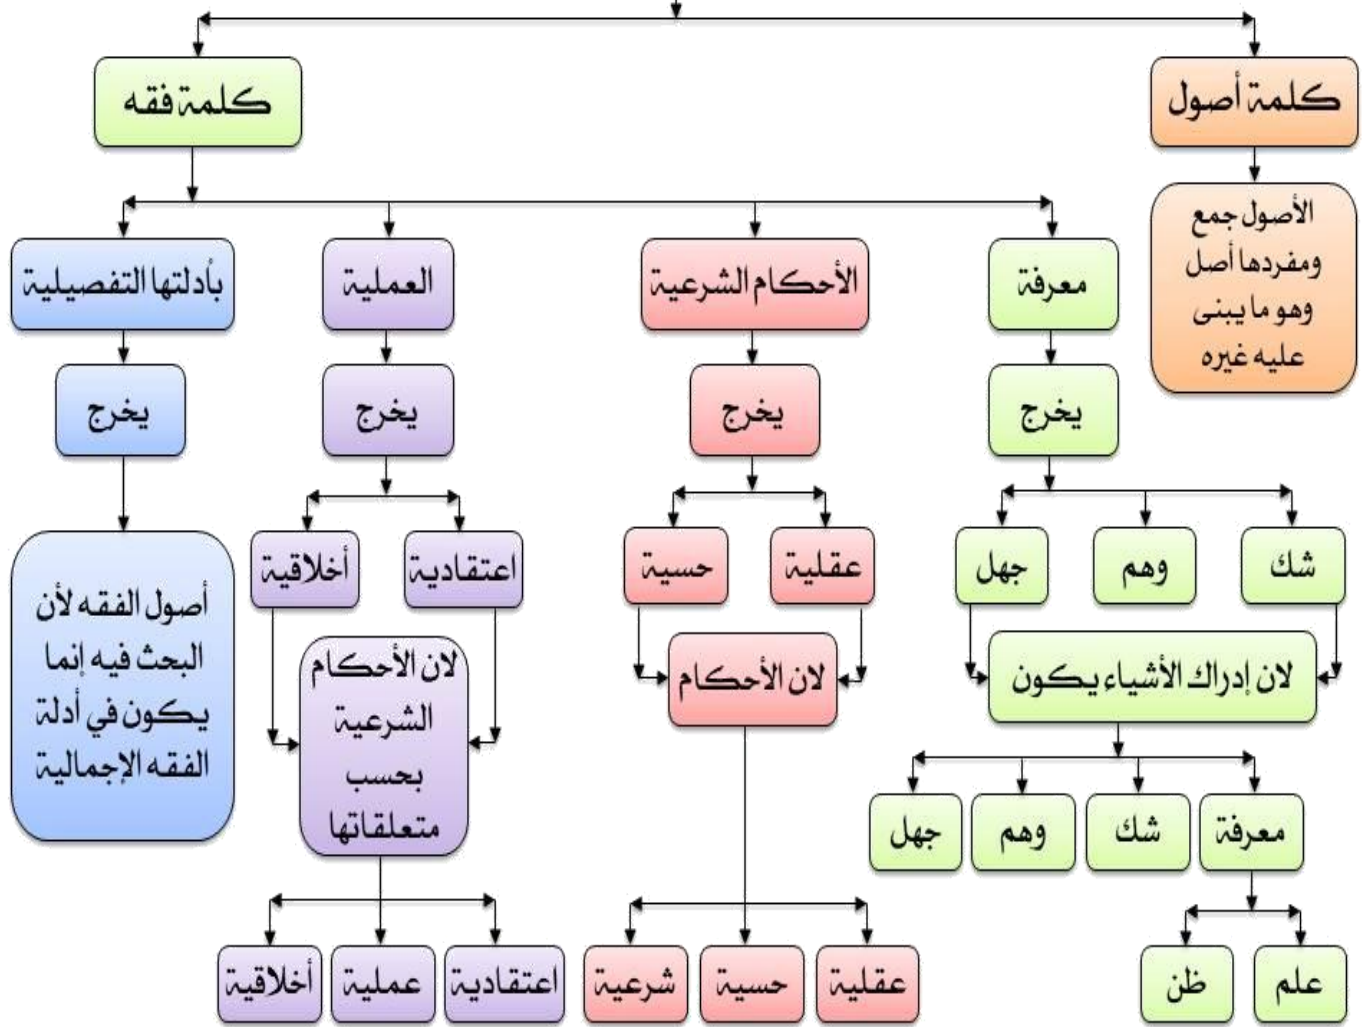 كلمة أصول
كلمة فقه
الأصول جمع
ومفردها أصل
وهو ما يبنى
عليه غيره
معرفة
الأحكام الشرعية
العملية
بأدلتها التفصيلية
يخرج
يخرج
يخرج
يخرج
شك
وهم
جهل
عقلية
حسية
اعتقادية
أخلاقية
أصول الفقه لأن
البحث فيه إنما
يكون في أدلة
الفقه الإجمالية
لان إدراك الأشياء يكون
لان الأحكام
لان الأحكام
الشرعية
بحسب
متعلقاتها
معرفة
شك
وهم
جهل
علم
ظن
عقلية
حسية
شرعية
اعتقادية
عملية
أخلاقية